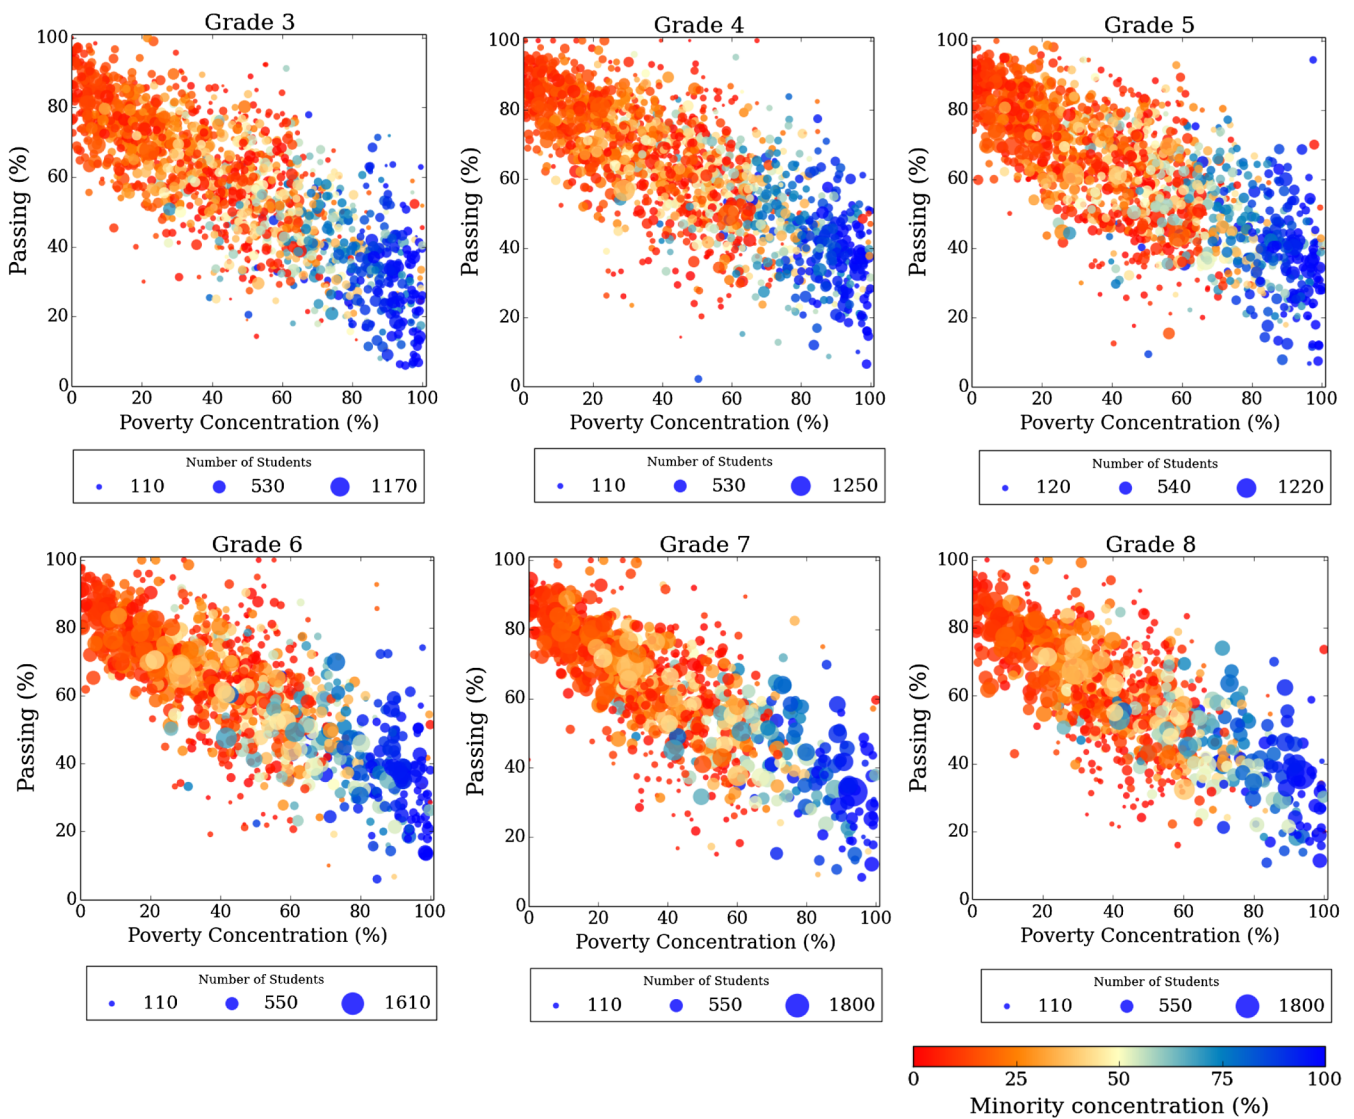 Grade 3
100
80
60
40
20
0
Passing (%)
0 20 40 60 80 100
Poverty Concentration (%)
Number of Students
110 530 1170
Grade 4
100
80
60
40
20
0
Passing (%)
0 20 40 60 80 100
Poverty Concentration (%)
Number of Students
110 530 1250
Grade 5
100
80
60
40
20
0
Passing (%)
0 20 40 60 80 100
Poverty Concentration (%)
Number of Students
120 540 1220
Grade 6
100
80
60
40
20
0
Passing (%)
0 20 40 60 80 100
Poverty Concentration (%)
Number of Students
110 550 1610
Grade 7
100
80
60
40
20
0
Passing (%)
0 20 40 60 80 100
Poverty Concentration (%)
Number of Students
110 550 1800
Grade 8
100
80
60
40
20
0
Passing (%)
0 20 40 60 80 100
Poverty Concentration (%)
Number of Students
110 550 1800
0 25 50 75 100
Minority concentration (%)